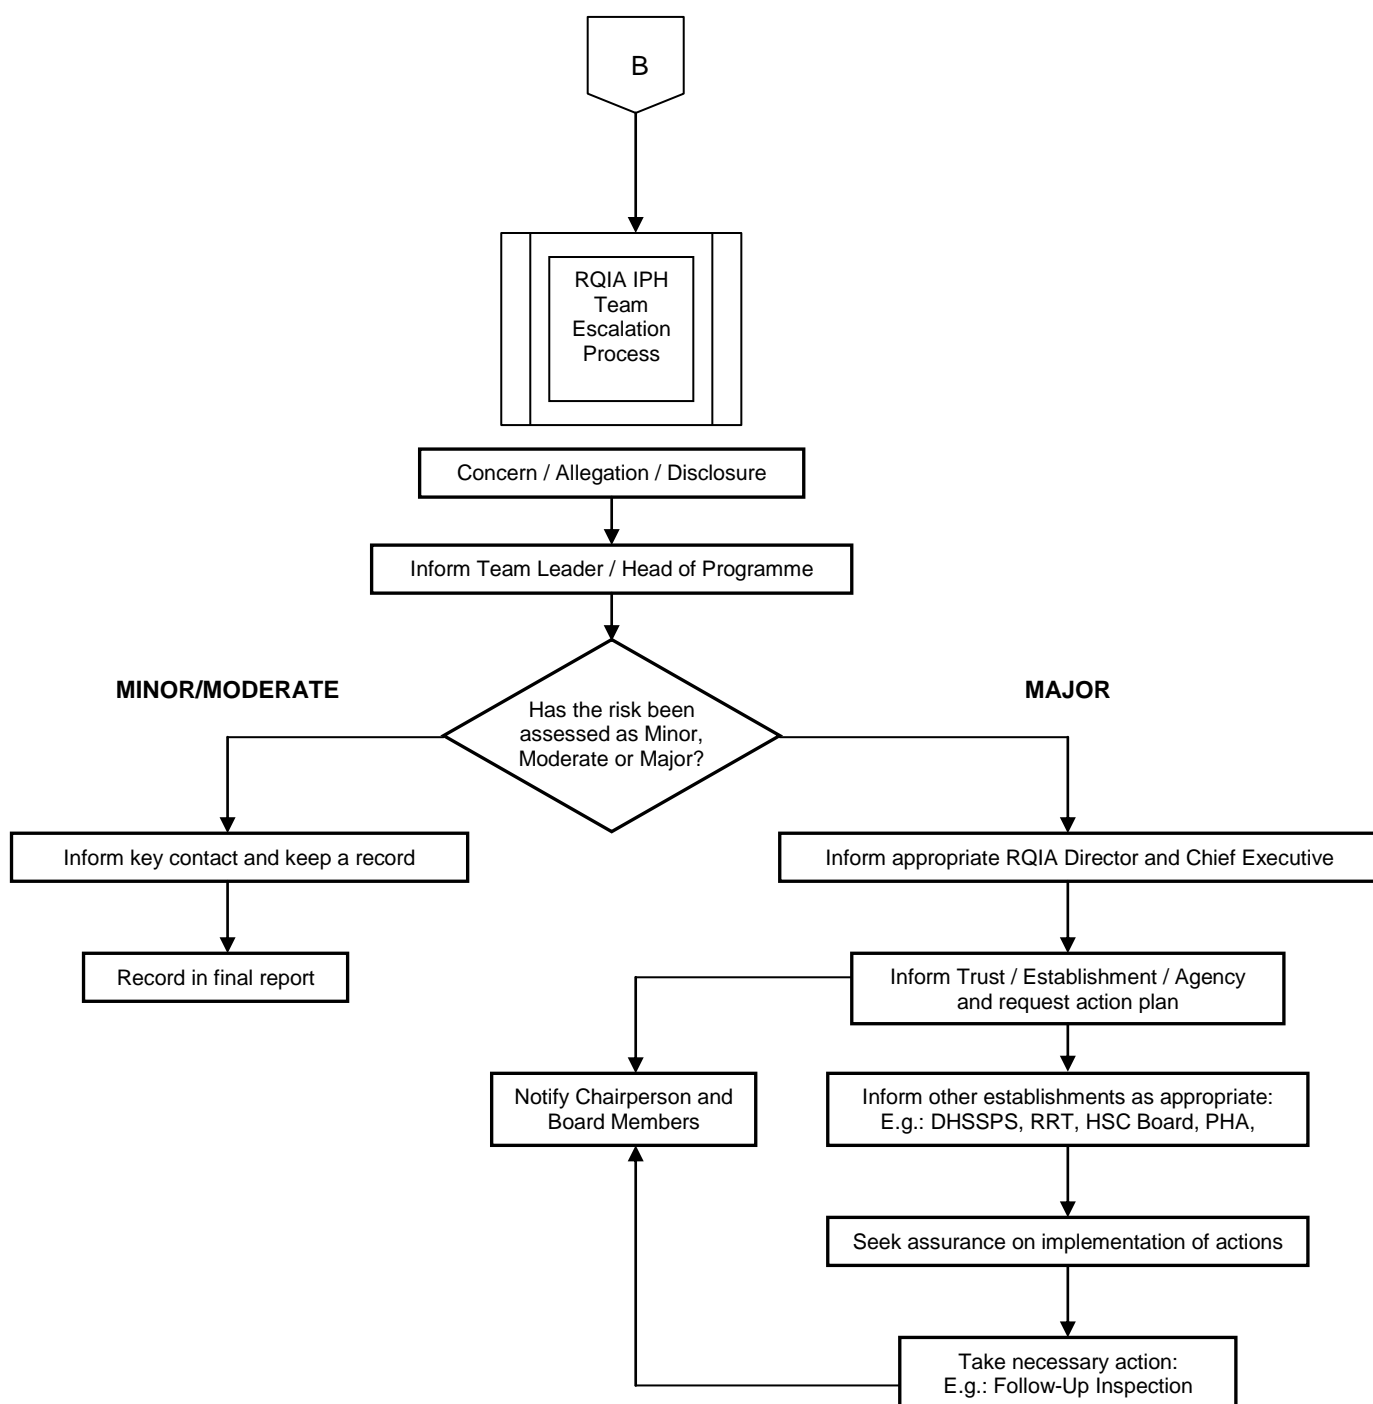 B
RQIA IPH
Team
Escalation
Process
Concern / Allegation / Disclosure
Inform Team Leader / Head of Programme
MINOR/MODERATE
MAJOR
Has the risk been
assessed as Minor,
Moderate or Major?
Inform key contact and keep a record
Inform appropriate RQIA Director and Chief Executive
Record in final report
Inform Trust / Establishment / Agency
and request action plan
Notify Chairperson and
Board Members
Inform other establishments as appropriate:
E.g.: DHSSPS, RRT, HSC Board, PHA,
Seek assurance on implementation of actions
Take necessary action:
E.g.: Follow-Up Inspection